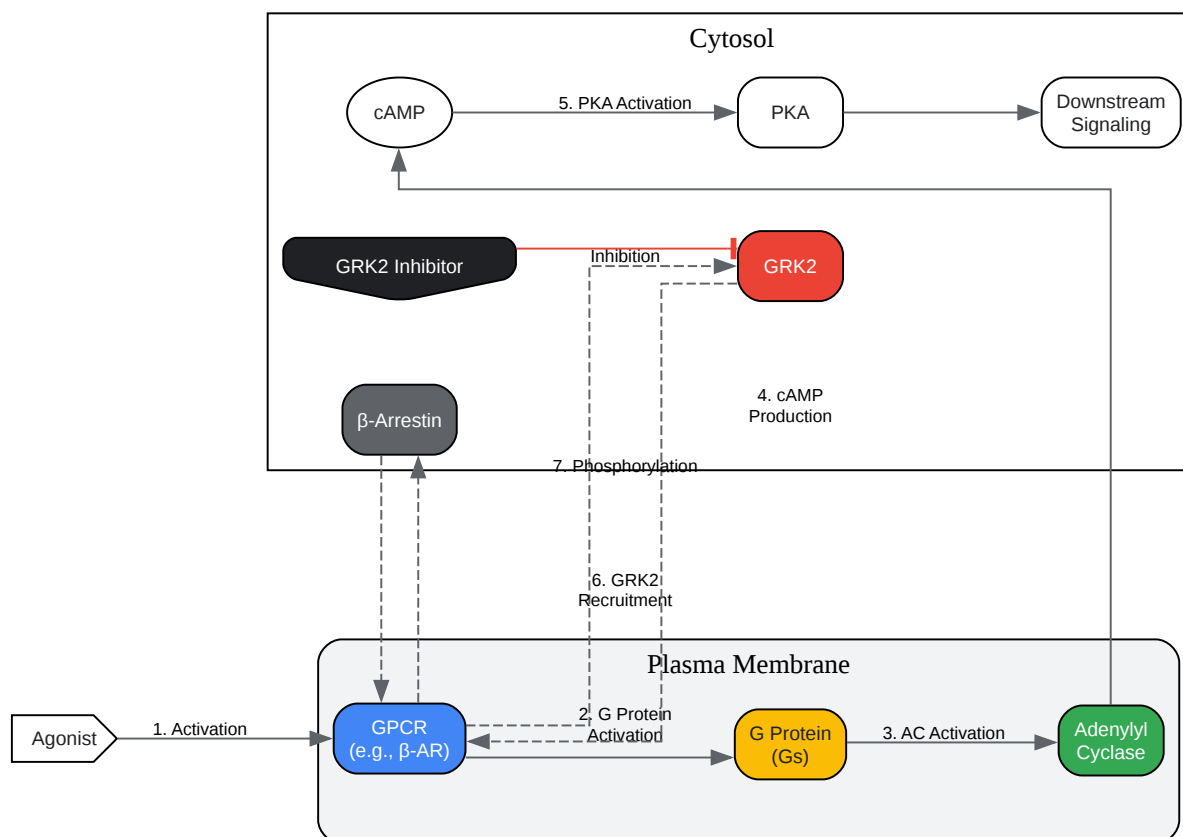 Cytosol
cAMP
5. PKA Activation
PKA
Downstream
Signaling
GRK2 Inhibitor
Inhibition
GRK2
β-Arrestin
4. cAMP
Production
7. Phosphorylation
6. GRK2
Recruitment
Plasma Membrane
Agonist
1. Activation
GPCR
(e.g., β-AR)
2. G Protein
Activation
G Protein
(Gs)
3. AC Activation
Adenylyl
Cyclase